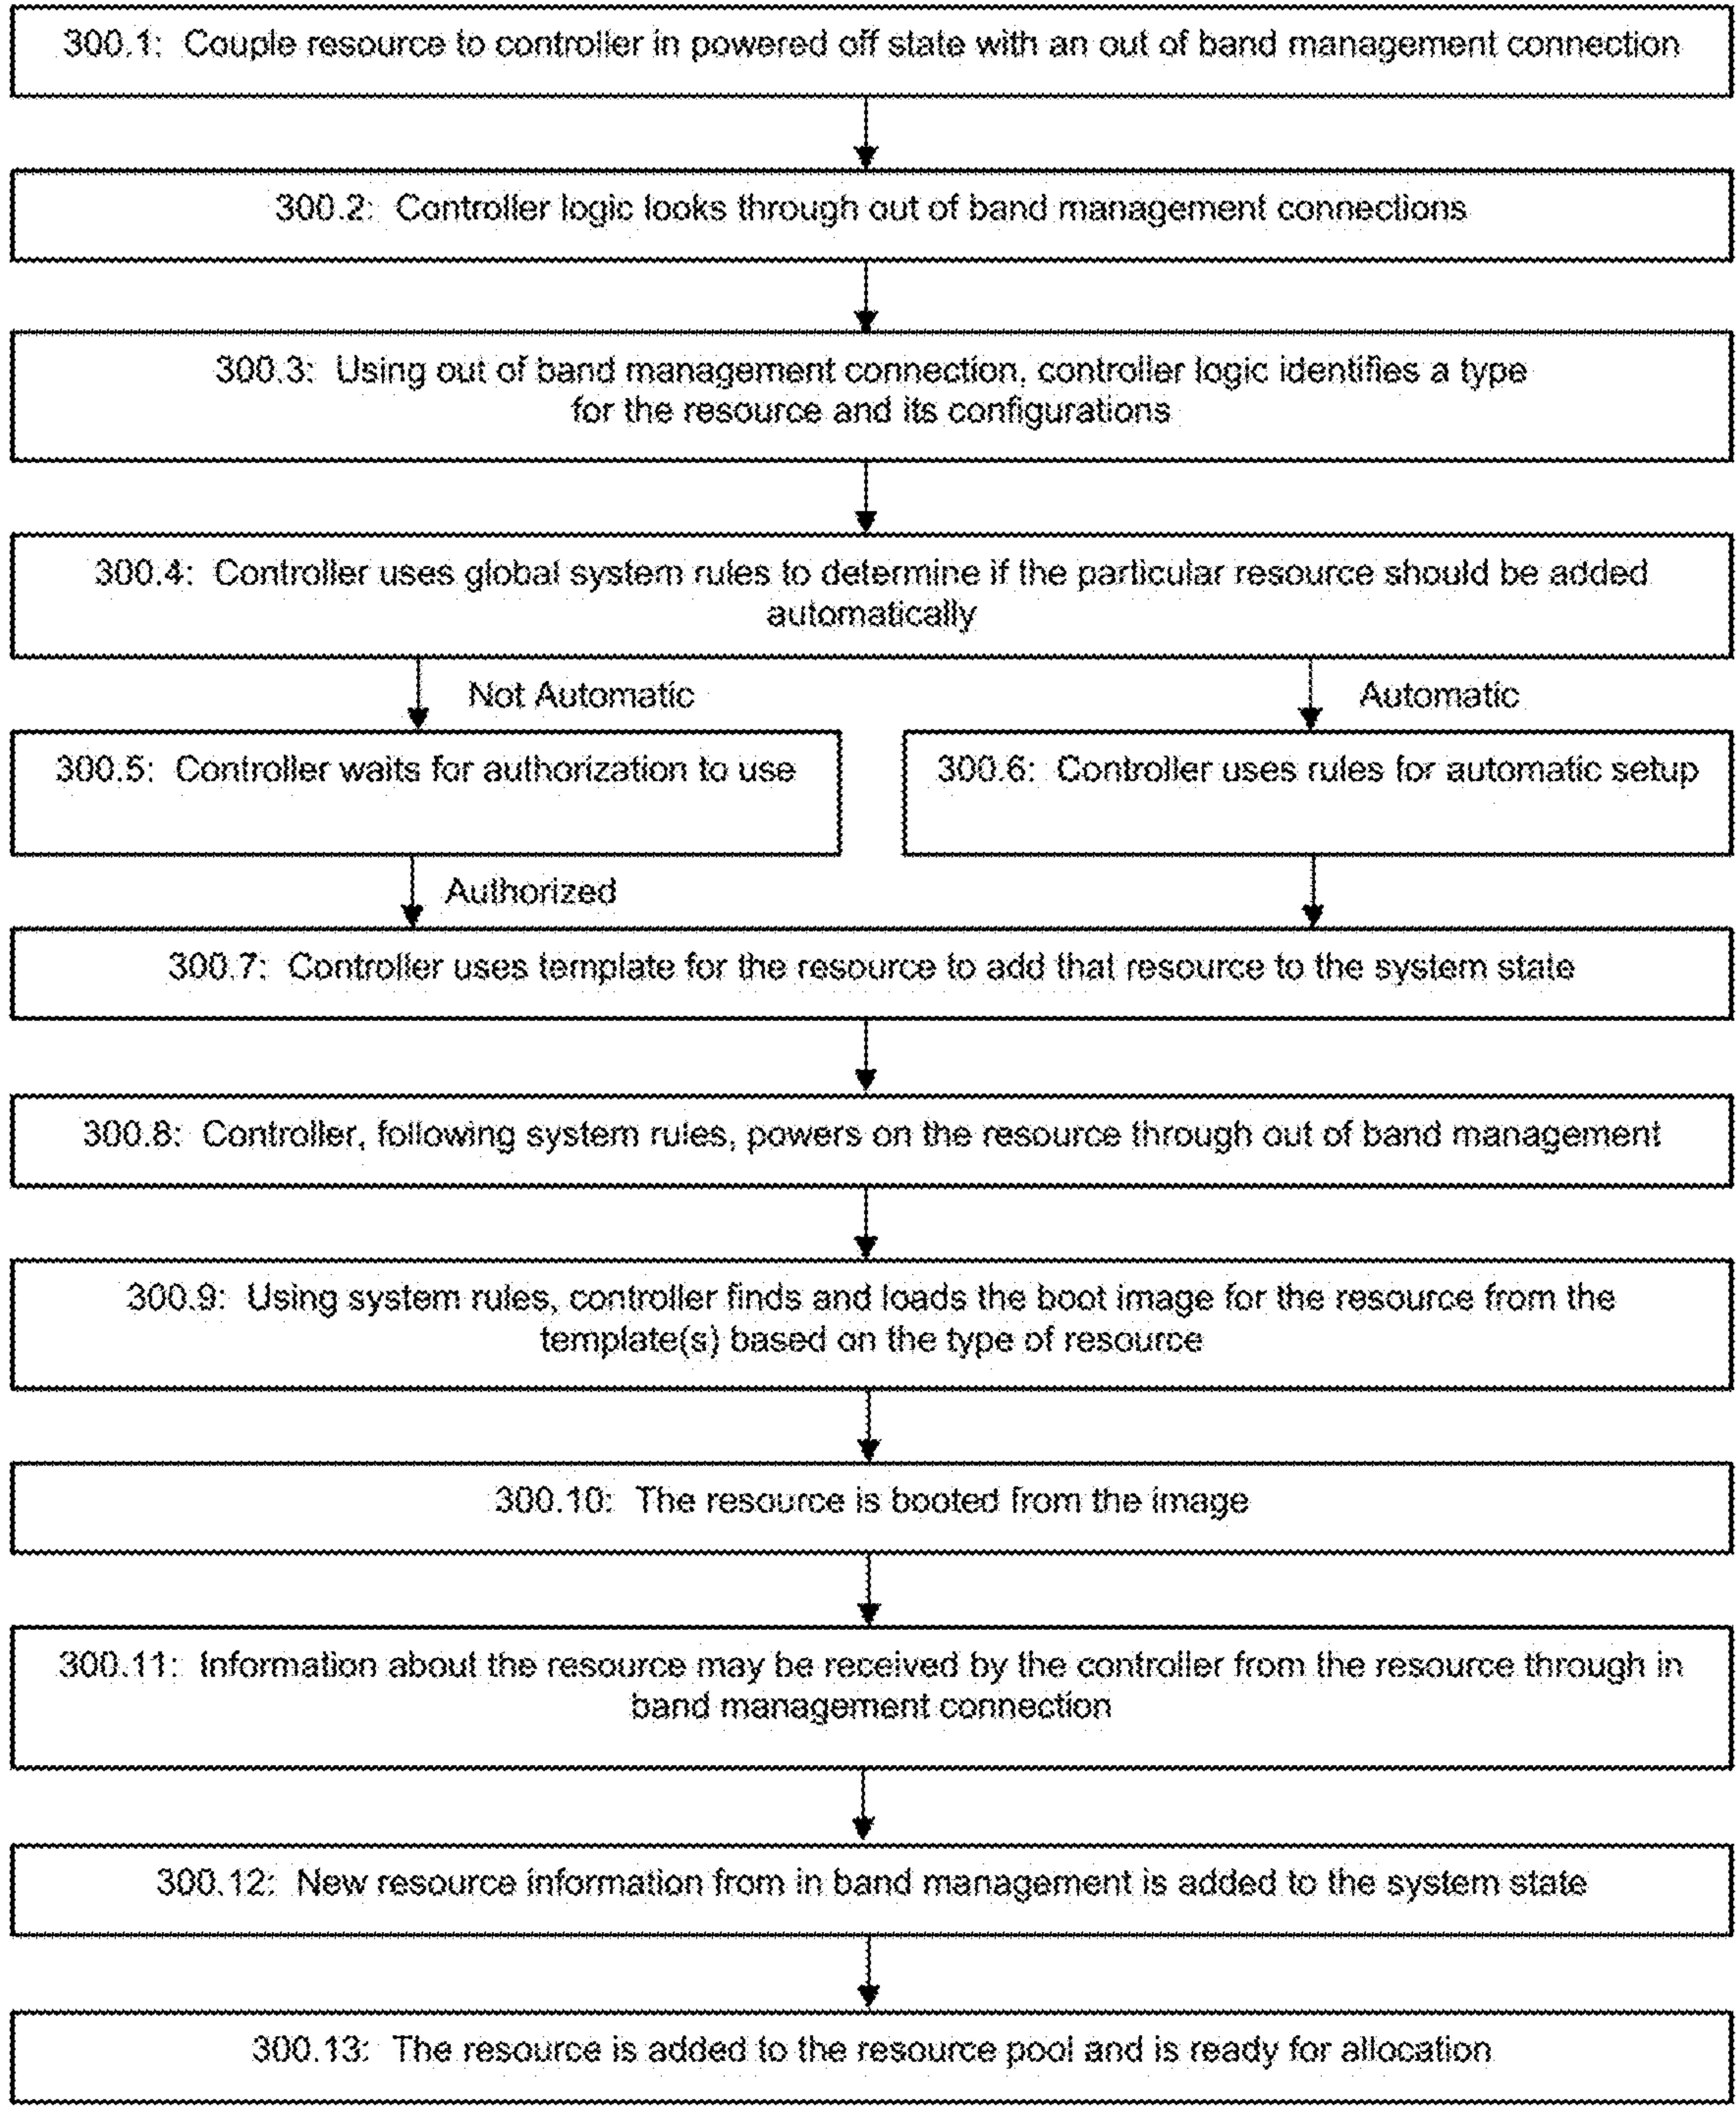 300.1: Couple resource to controller in powered off state with an out of band management connection
300.2: Controller logic looks through out of band management connections
300.3: Using out of band management connection, controller logic identifies a type
for the resource and its configurations
300.4: Controller uses global system rules to determine if the particular resource should be added
automatically
Not Automatic
Automatic
300.5: Controller waits for authorization to use
300.6: Controller uses rules for automatic setup
Authorized
300.7: Controller uses template for the resource to add that resource to the system state
300.8: Controller, following system rules, powers on the resource through out of band management
300.9: Using system rules, controller finds and loads the boot image for the resource from the
template(s) based on the type of resource
300.10: The resource is booted from the image
300.11: Information about the resource may be received by the controller from the resource through in
band management connection
300.12: New resource information from in band management is added to the system state
300.13: The resource is added to the resource pool and is ready for allocation